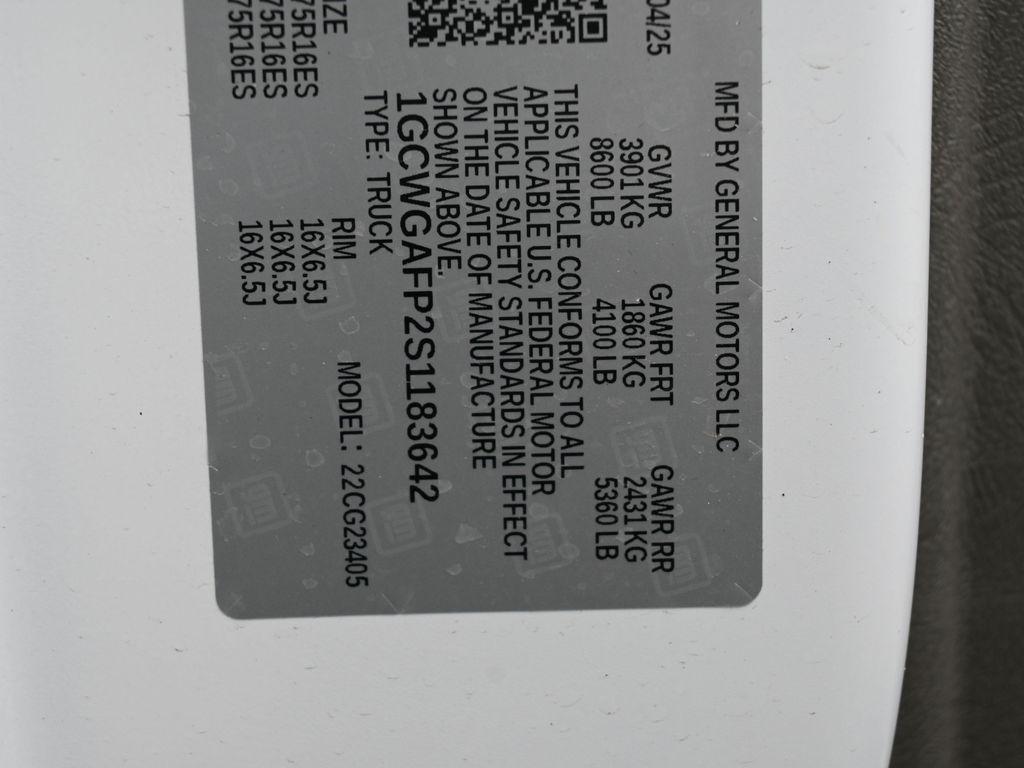 MFD BY GENERAL MOTORS LLC
04/25
GVWR GAWR FRT GAWR RR
3901 KG 1860 KG 2431 KG
8600 LB 4100 LB 5360 LB
THIS VEHICLE CONFORMS TO ALL
APPLICABLE U.S. FEDERAL MOTOR
VEHICLE SAFETY STANDARDS IN EFFECT
ON THE DATE OF MANUFACTURE
SHOWN ABOVE.
1GCWGAFP2S1183642
TYPE: TRUCK MODEL: 22CG23405
IZE RIM
75R16ES 16X6.5J
75R16ES 16X6.5J
75R16ES 16X6.5J